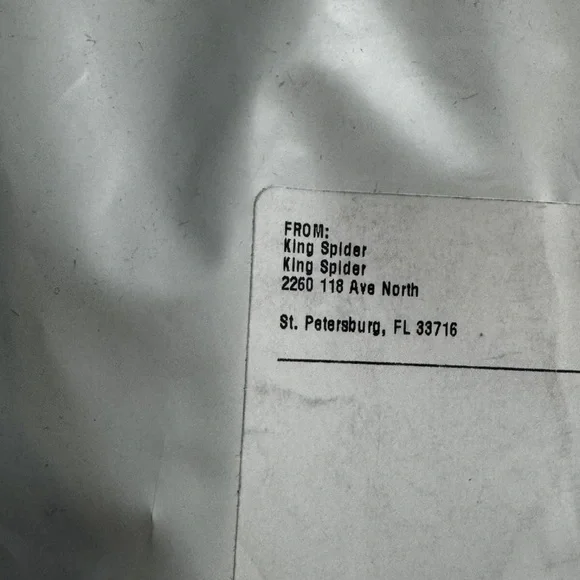 FROM:
King Spider
King Spider
2260 118 Ave North
St. Petersburg, FL 33716